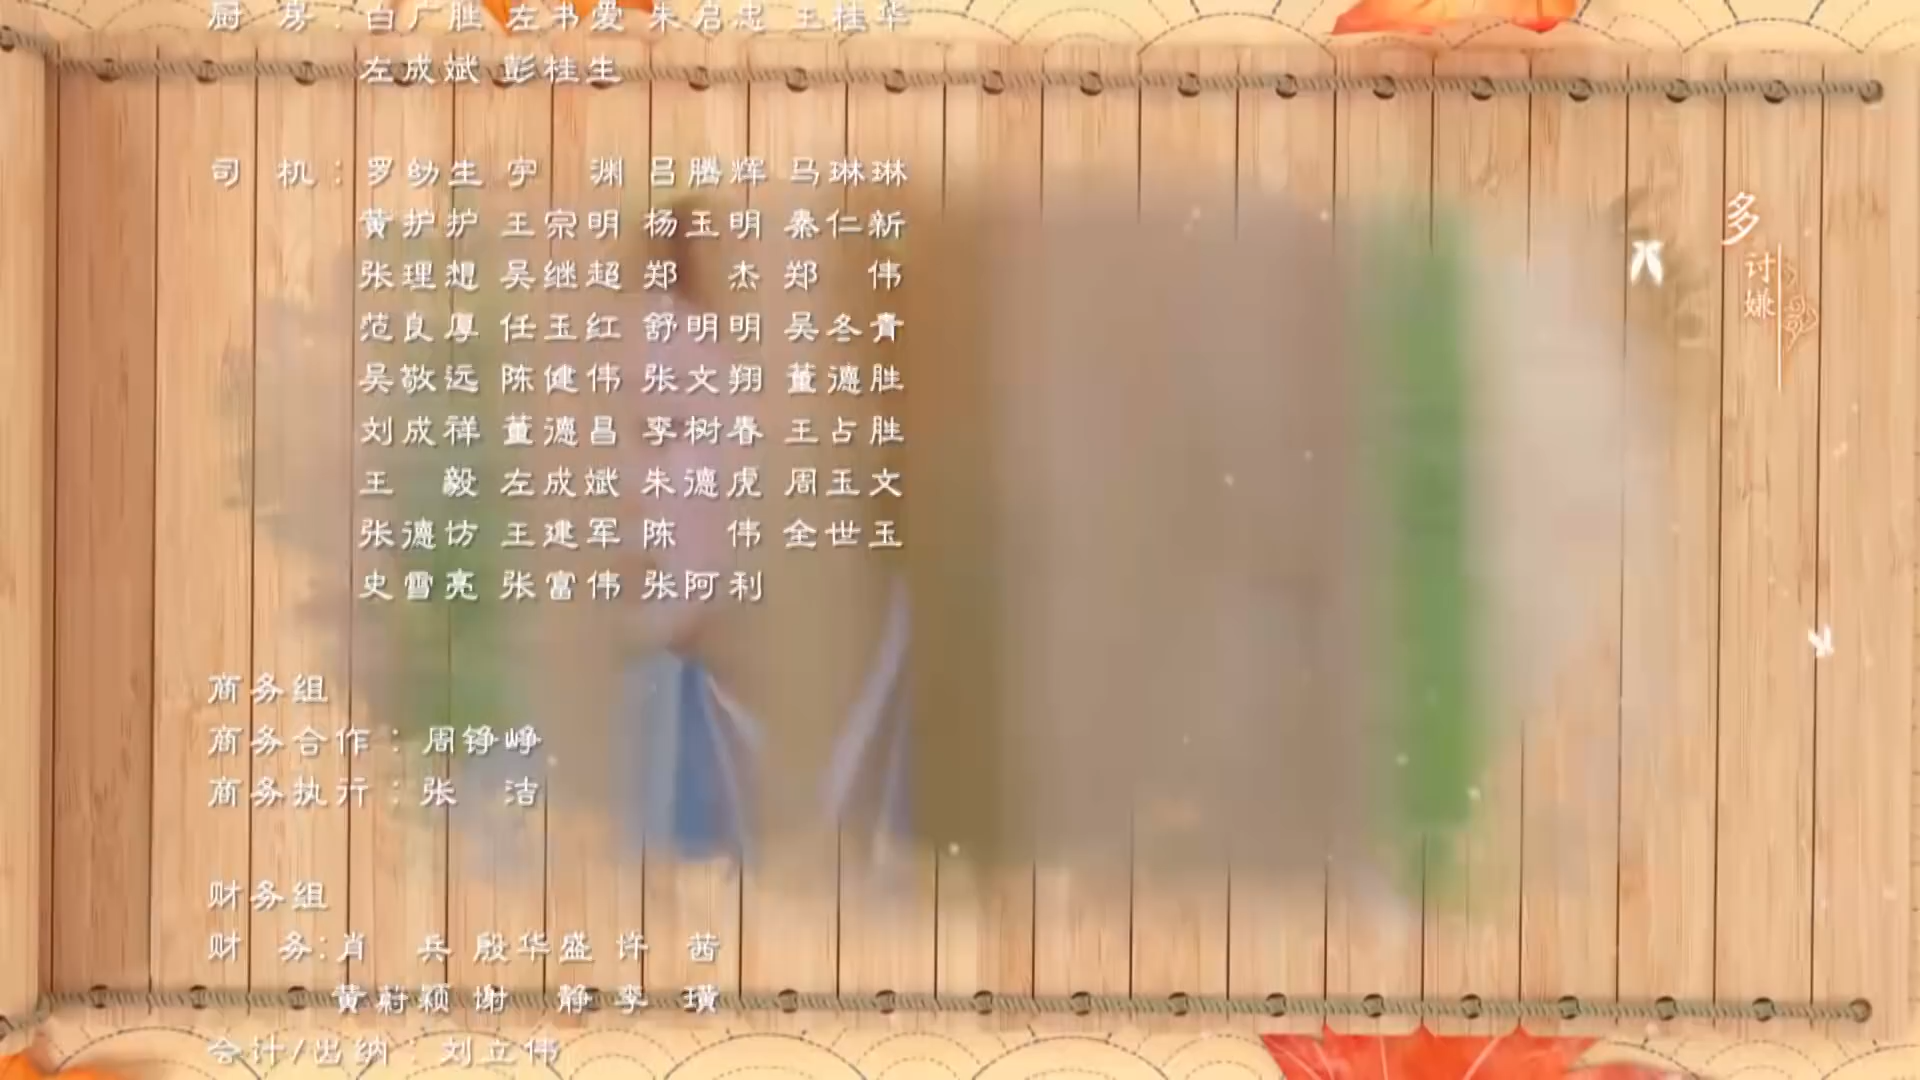 厨 房：白广胜 左书爱 朱启忠 王桂华
左成斌 彭桂生
司 机：罗幼生 宇 渊 吕腾辉 马琳琳
黄护护 王宗明 杨玉明 秦仁新
张理想 吴继超 郑 杰 郑 伟
范良厚 任玉红 舒明明 吴冬青
吴敬远 陈健伟 张文翔 董德胜
刘成祥 董德昌 李树春 王占胜
王 毅 左成斌 朱德虎 周玉文
张德坊 王建军 陈 伟 全世玉
史雪亮 张富伟 张阿利
商务组
商务合作：周铮峥
商务执行：张 洁
财务组
财 务:肖 兵 殷华盛 许 茜
黄蔚颖 谢 静 李 璜
会计/出纳：刘立伟
多
讨
嫌